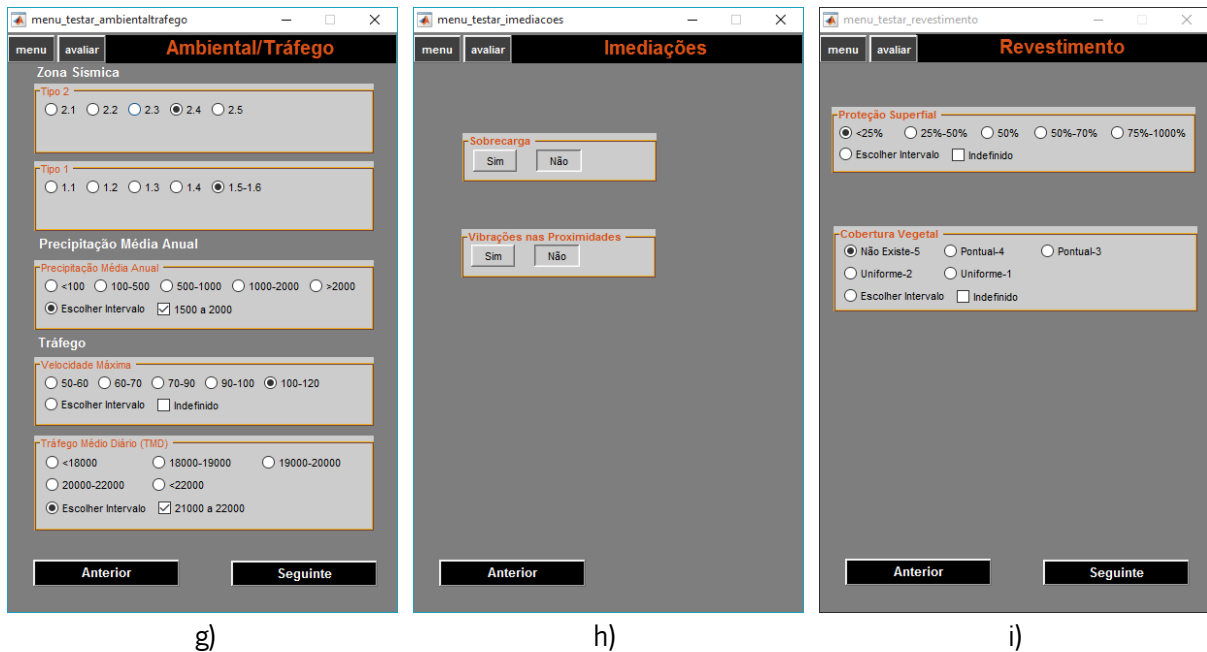 menu_testar_ambientaltrafego
menu avaliar Ambiental/Tráfego
Zona Sísmica
Tipo 2
2.1 2.2 2.3 2.4 2.5
Tipo 1
1.1 1.2 1.3 1.4 1.5-1.6
Precipitação Média Anual
Precipitação Média Anual
<100 100-500 500-1000 1000-2000 >2000
Escolher Intervalo 1500 a 2000
Tráfego
Velocidade Máxima
50-60 60-70 70-90 90-100 100-120
Escolher Intervalo Indefinido
Tráfego Médio Diário (TMD)
<18000 18000-19000 19000-20000
20000-22000 <22000
Escolher Intervalo 21000 a 22000
Anterior Seguinte
g)
menu_testar_imediacoes
menu avaliar Imediações
Sobrecarga
Sim Não
Vibrações nas Proximidades
Sim Não
Anterior
h)
menu_testar_revestimento
menu avaliar Revestimento
Proteção Superfial
<25% 25%-50% 50% 50%-70% 75%-1000%
Escolher Intervalo Indefinido
Cobertura Vegetal
Não Existe-5 Pontual-4 Pontual-3
Uniforme-2 Uniforme-1
Escolher Intervalo Indefinido
Anterior Seguinte
i)